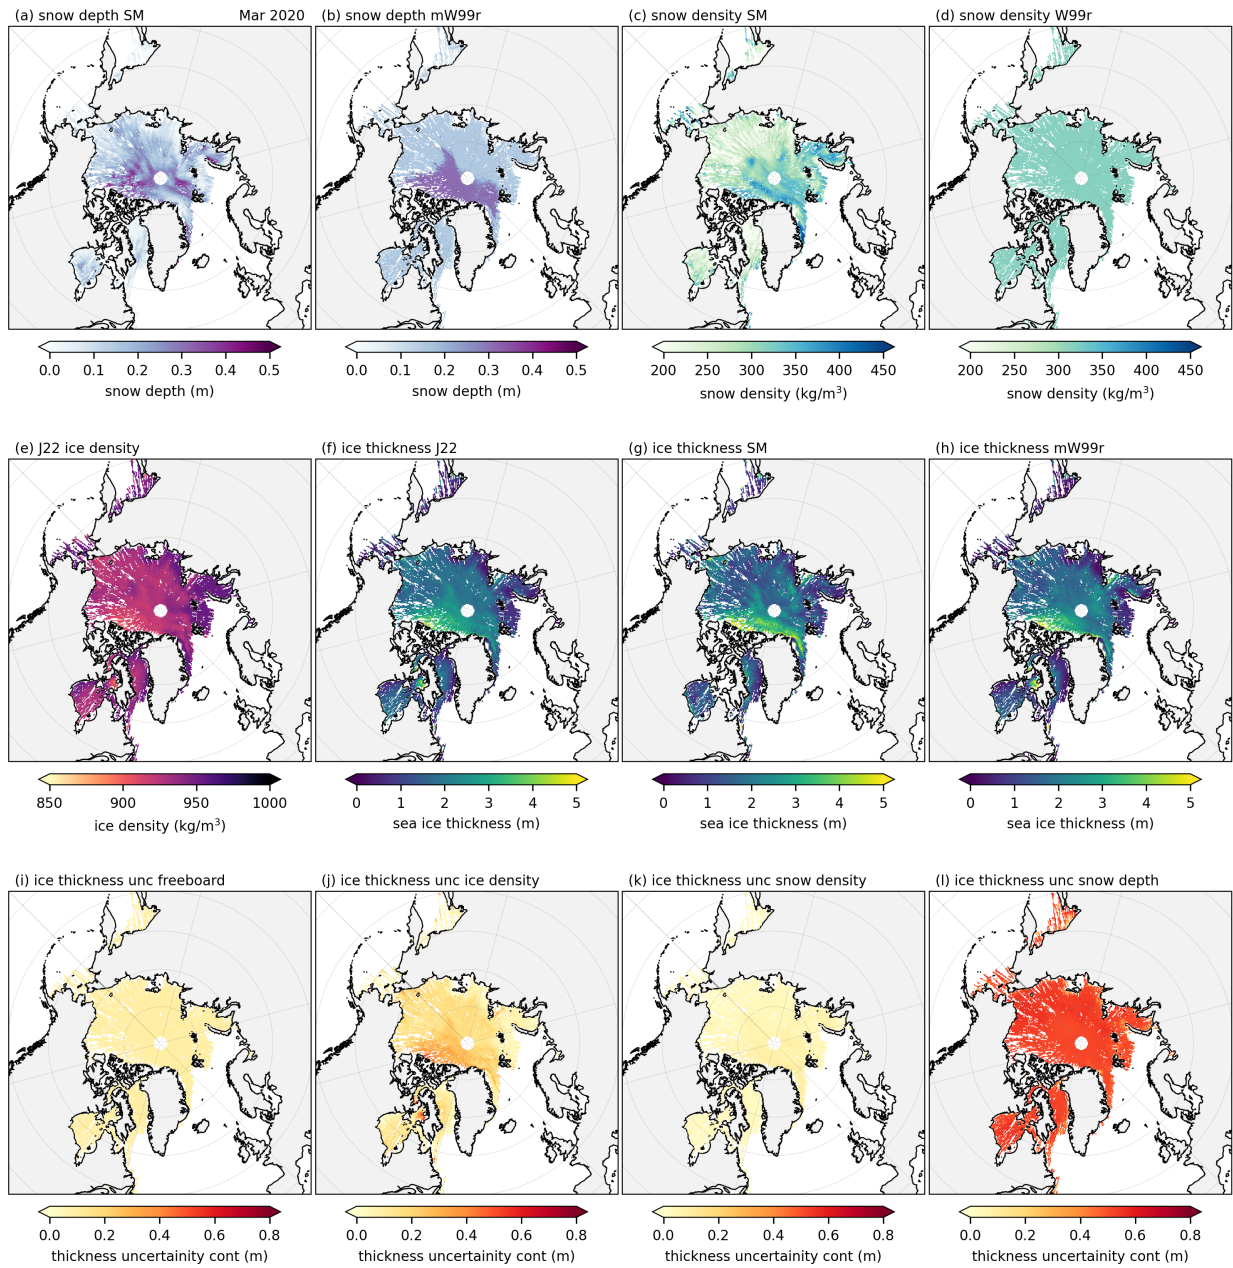 (a) snow depth SM Mar 2020 (b) snow depth mW99r (c) snow density SM (d) snow density W99r
0.0 0.1 0.2 0.3 0.4 0.5 0.0 0.1 0.2 0.3 0.4 0.5 200 250 300 350 400 450 200 250 300 350 400 450
snow depth (m) snow depth (m) snow density (kg/m³) snow density (kg/m³)
(e) J22 ice density (f) ice thickness J22 (g) ice thickness SM (h) ice thickness mW99r
850 900 950 1000 0 1 2 3 4 5 0 1 2 3 4 5 0 1 2 3 4 5
ice density (kg/m³) sea ice thickness (m) sea ice thickness (m) sea ice thickness (m)
(i) ice thickness unc freeboard (j) ice thickness unc ice density (k) ice thickness unc snow density (l) ice thickness unc snow depth
0.0 0.2 0.4 0.6 0.8 0.0 0.2 0.4 0.6 0.8 0.0 0.2 0.4 0.6 0.8 0.0 0.2 0.4 0.6 0.8
thickness uncertainity cont (m) thickness uncertainity cont (m) thickness uncertainity cont (m) thickness uncertainity cont (m)